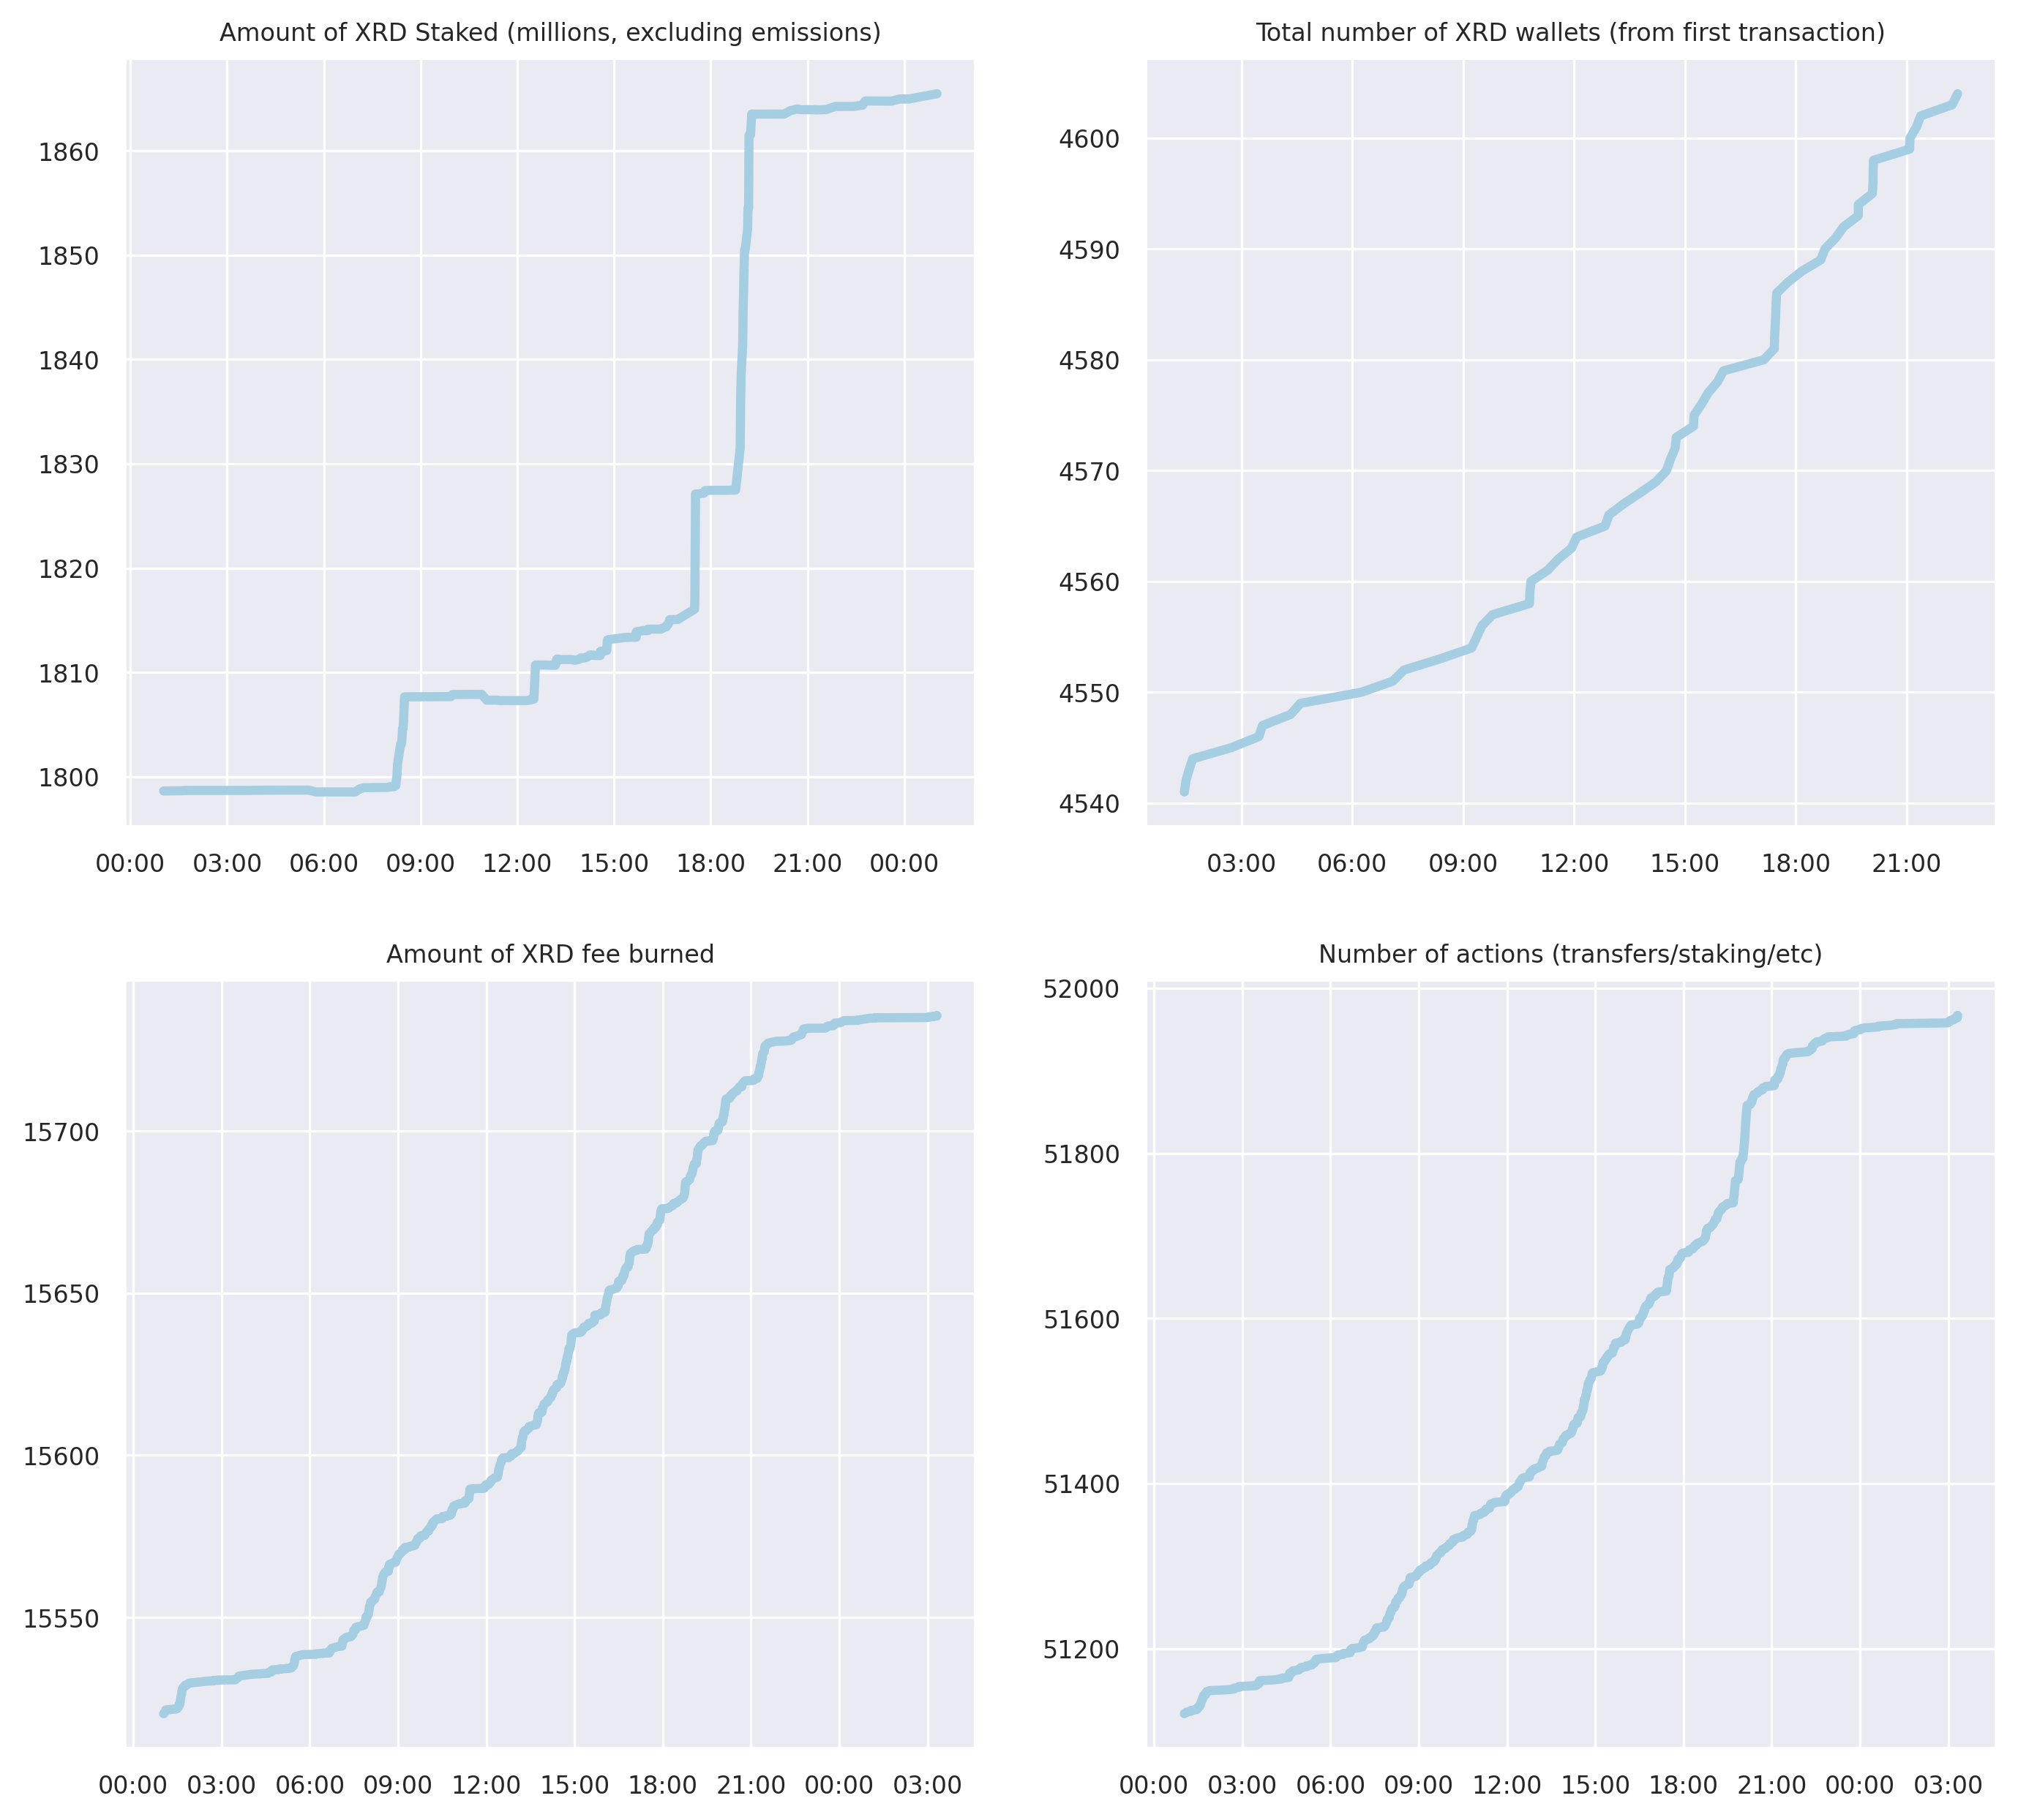 Amount of XRD Staked (millions, excluding emissions)
1860
1850
1840
1830
1820
1810
1800
00:00 03:00 06:00 09:00 12:00 15:00 18:00 21:00 00:00
Total number of XRD wallets (from first transaction)
4600
4590
4580
4570
4560
4550
4540
03:00 06:00 09:00 12:00 15:00 18:00 21:00
Amount of XRD fee burned
15700
15650
15600
15550
00:00 03:00 06:00 09:00 12:00 15:00 18:00 21:00 00:00 03:00
Number of actions (transfers/staking/etc)
52000
51800
51600
51400
51200
00:00 03:00 06:00 09:00 12:00 15:00 18:00 21:00 00:00 03:00